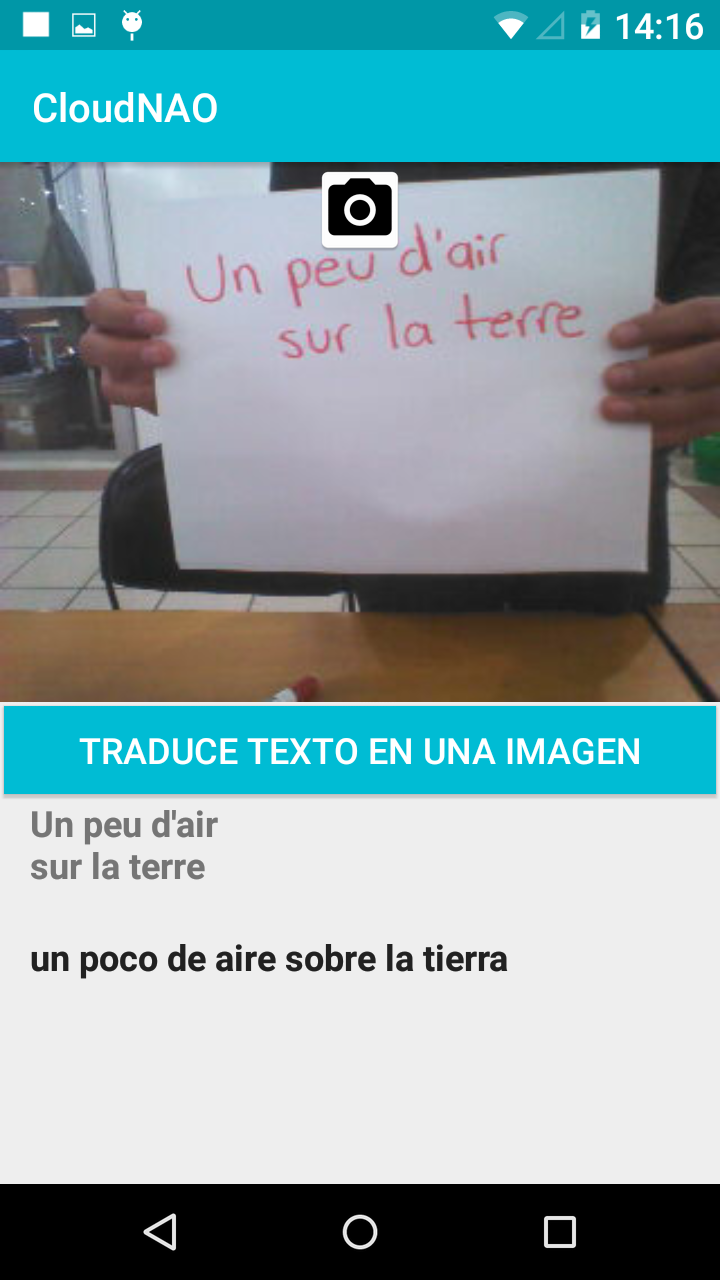 14:16
CloudNAO
Un peu d'air
sur la terre
TRADUCE TEXTO EN UNA IMAGEN
Un peu d'air
sur la terre
un poco de aire sobre la tierra